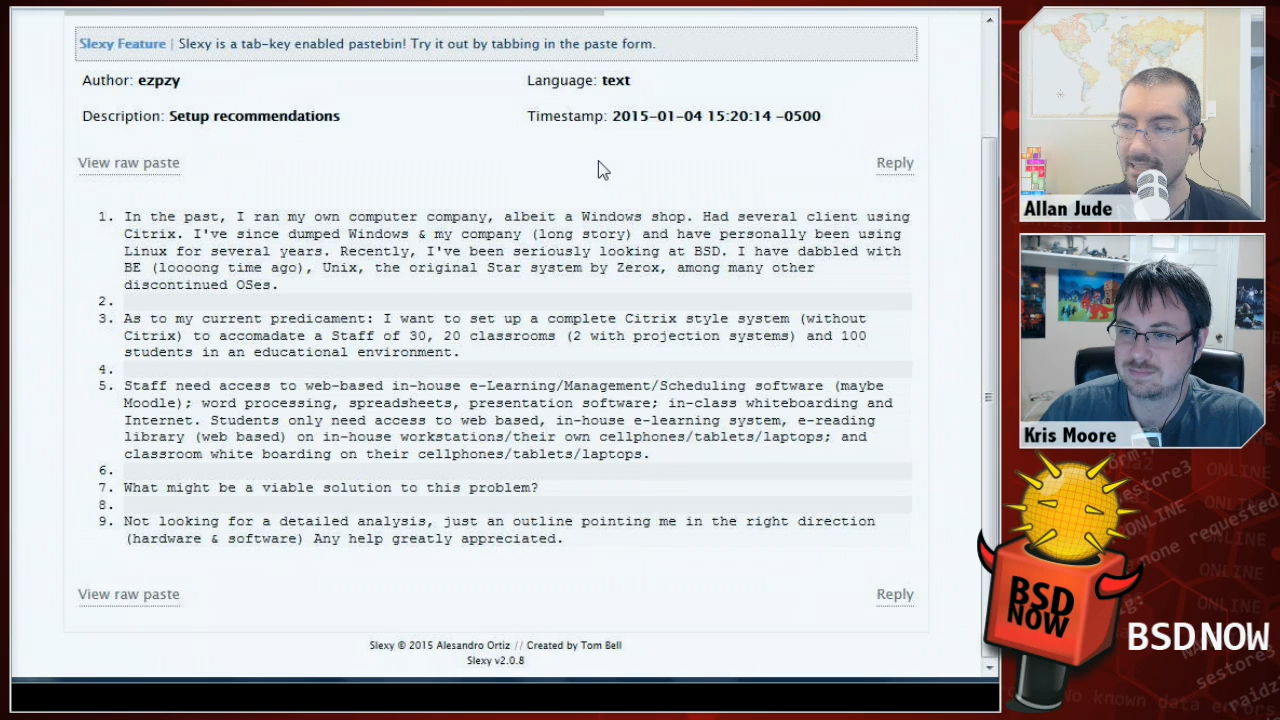 Slexy Feature | Slexy is a tab-key enabled pastebin! Try it out by tabbing in the paste form.
Author: ezpzy
Language: text
Description: Setup recommendations
Timestamp: 2015-01-04 15:20:14 -0500
View raw paste
Reply
1. In the past, I ran my own computer company, albeit a Windows shop. Had several client using
Citrix. I've since dumped Windows & my company (long story) and have personally been using
Linux for several years. Recently, I've been seriously looking at BSD. I have dabbled with
BE (loooong time ago), Unix, the original Star system by Zerox, among many other
discontinued OSes.
2.
3. As to my current predicament: I want to set up a complete Citrix style system (without
Citrix) to accomadate a Staff of 30, 20 classrooms (2 with projection systems) and 100
students in an educational environment.
4.
5. Staff need access to web-based in-house e-Learning/Management/Scheduling software (maybe
Moodle); word processing, spreadsheets, presentation software; in-class whiteboarding and
Internet. Students only need access to web based, in-house e-learning system, e-reading
library (web based) on in-house workstations/their own cellphones/tablets/laptops; and
classroom white boarding on their cellphones/tablets/laptops.
6.
7. What might be a viable solution to this problem?
8.
9. Not looking for a detailed analysis, just an outline pointing me in the right direction
(hardware & software) Any help greatly appreciated.
View raw paste
Reply
Slexy © 2015 Alesandro Ortiz // Created by Tom Bell
Slexy v2.0.8
Allan Jude
Kris Moore
BSD
NOW
BSD NOW
ONLINE
ONLINE
ONLINE
ONLINE
none requested
No known data errors